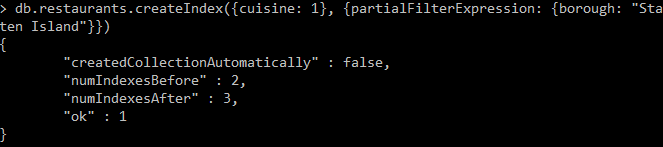 > db.restaurants.createIndex({cuisine: 1}, {partialFilterExpression: {borough: "Sta
ten Island"}})
{
        "createdCollectionAutomatically" : false,
        "numIndexesBefore" : 2,
        "numIndexesAfter" : 3,
        "ok" : 1
}